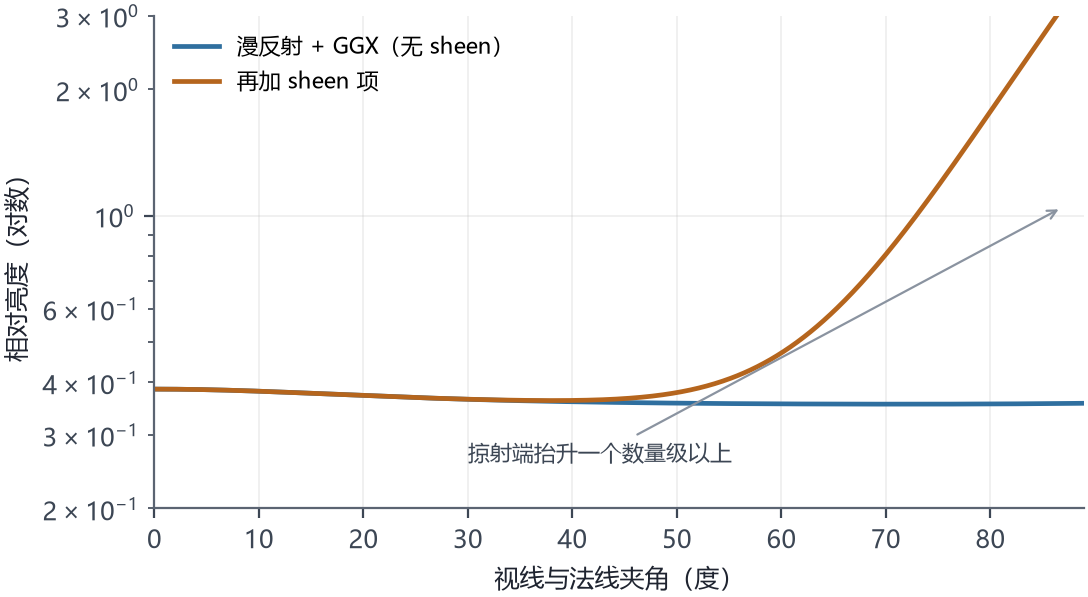 3 × 10⁰
2 × 10⁰
10⁰
6 × 10⁻¹
4 × 10⁻¹
3 × 10⁻¹
2 × 10⁻¹
相对亮度（对数）
漫反射 + GGX（无 sheen）
再加 sheen 项
掠射端抬升一个数量级以上
0 10 20 30 40 50 60 70 80
视线与法线夹角（度）